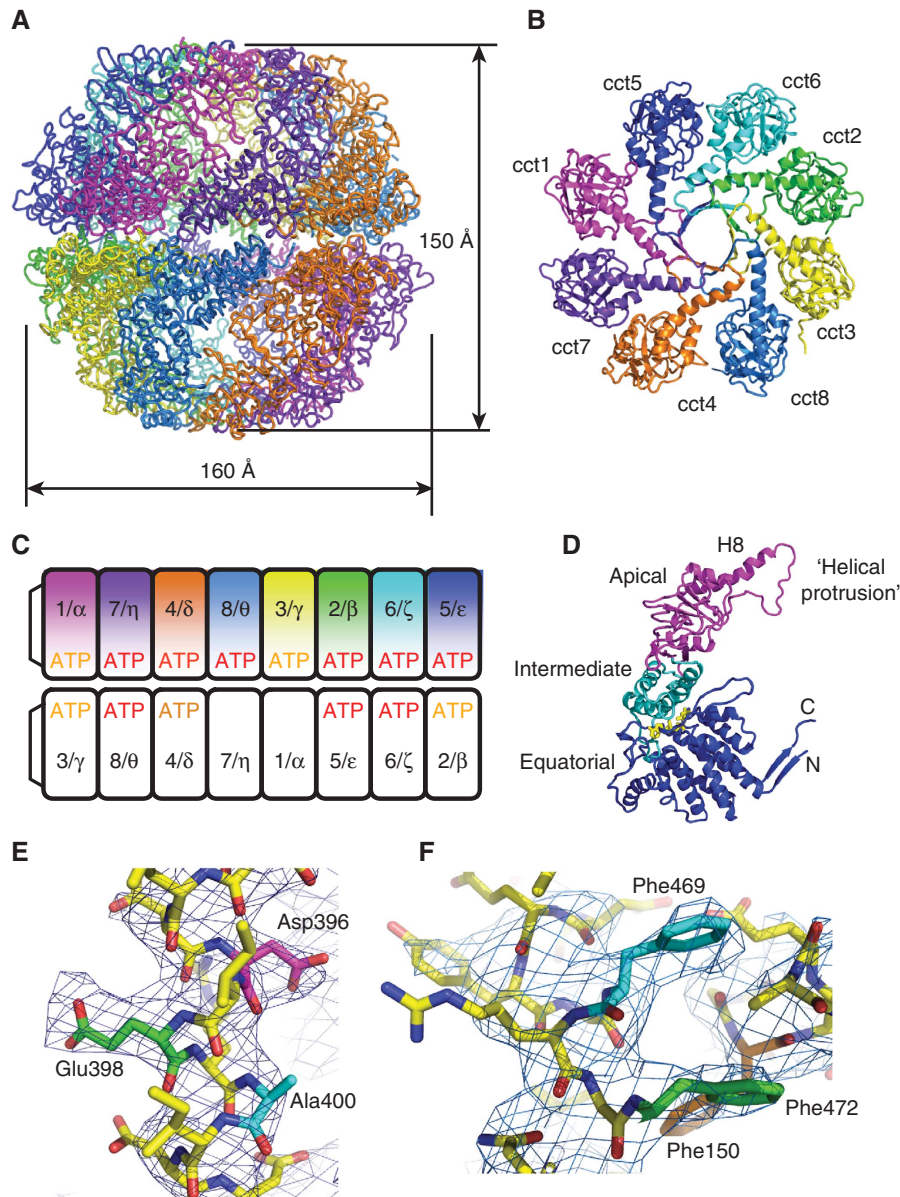 A
150 Å
160 Å
B
cct5
cct6
cct1
cct2
cct7
cct3
cct4
cct8
C
1/α 7/η 4/δ 8/θ 3/γ 2/β 6/ζ 5/ε
ATP ATP ATP ATP ATP ATP ATP ATP
ATP ATP ATP ATP ATP ATP
3/γ 8/θ 4/δ 7/η 1/α 5/ε 6/ζ 2/β
D
H8
Apical
‘Helical
protrusion’
Intermediate
C
Equatorial
N
E
Asp396
Glu398
Ala400
F
Phe469
Phe472
Phe150